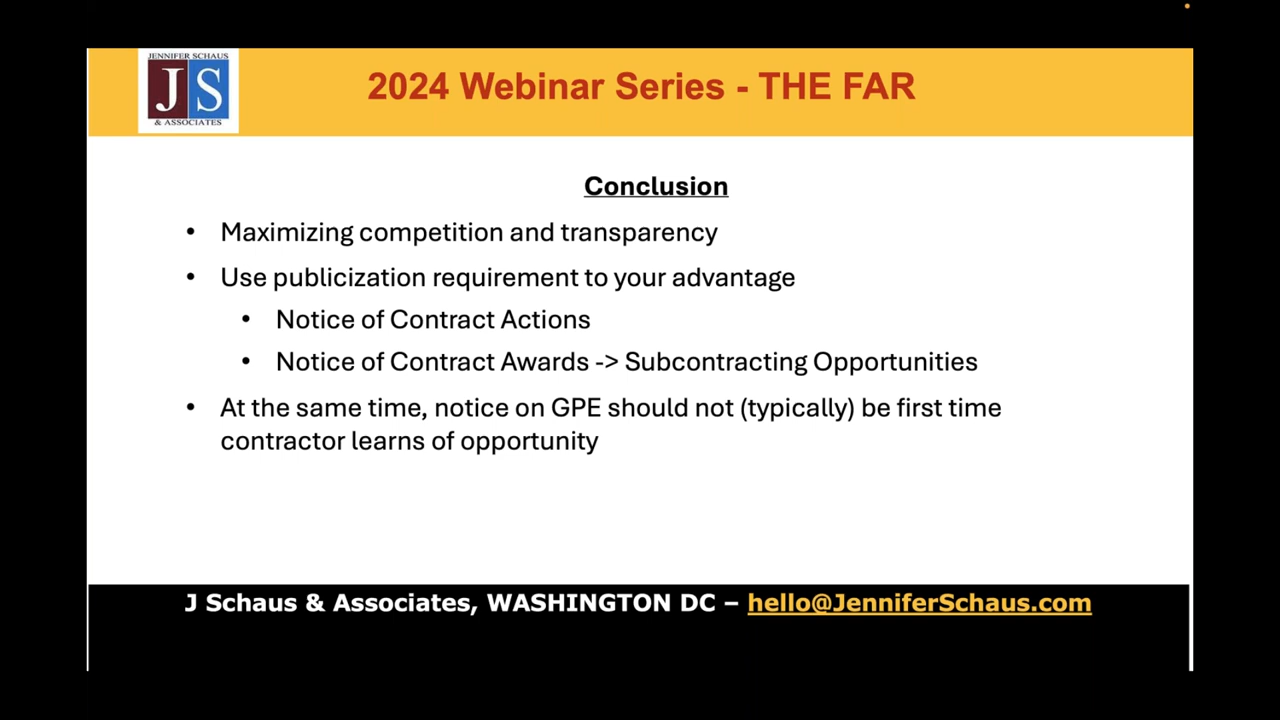 JENNIFER SCHAUS
JS
& ASSOCIATES
2024 Webinar Series - THE FAR
Conclusion
• Maximizing competition and transparency
• Use publicization requirement to your advantage
• Notice of Contract Actions
• Notice of Contract Awards -> Subcontracting Opportunities
• At the same time, notice on GPE should not (typically) be first time
contractor learns of opportunity
J Schaus & Associates, WASHINGTON DC – hello@JenniferSchaus.com